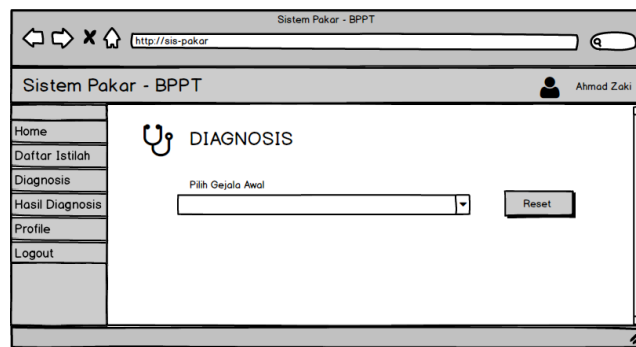 Sistem Pakar - BPPT
http://sis-pakar
Sistem Pakar - BPPT
Ahmad Zaki
Home
Daftar Istilah
Diagnosis
Hasil Diagnosis
Profile
Logout
DIAGNOSIS
Pilih Gejala Awal
Reset